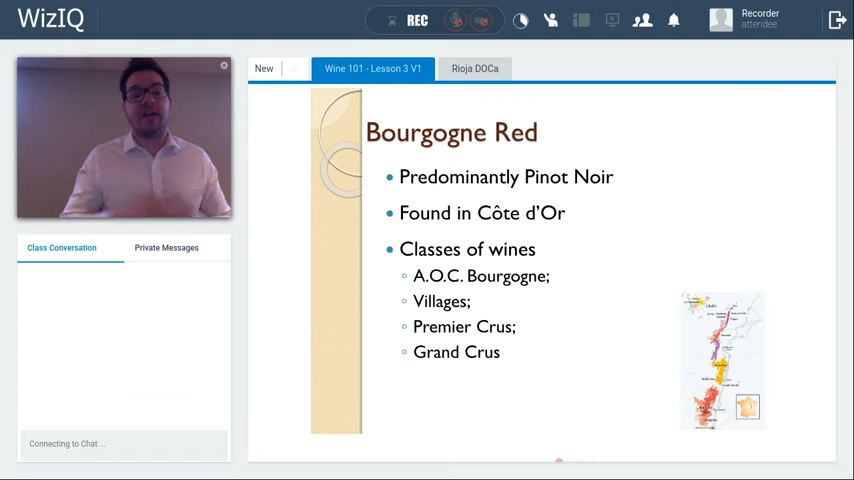 WizIQ
REC
Recorder
attendee
New
Wine 101 - Lesson 3 V1
Rioja DOCa
Bourgogne Red
Predominantly Pinot Noir
Found in Côte d'Or
Classes of wines
A.O.C. Bourgogne;
Villages;
Premier Crus;
Grand Crus
Class Conversation
Private Messages
Connecting to Chat ...